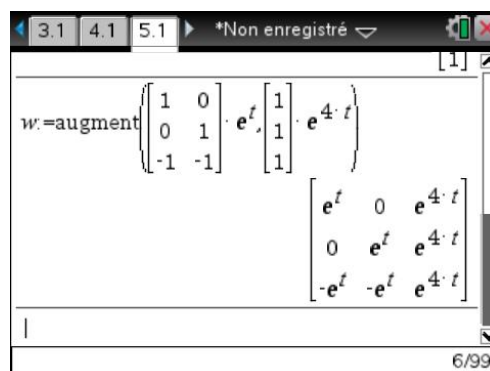 3.1 4.1 5.1 *Non enregistré
[1]
w:=augment([1 0; 0 1; -1 -1]·e^t,[1; 1; 1]·e^4·t)
[e^t 0 e^4·t
0 e^t e^4·t
-e^t -e^t e^4·t]
6/99